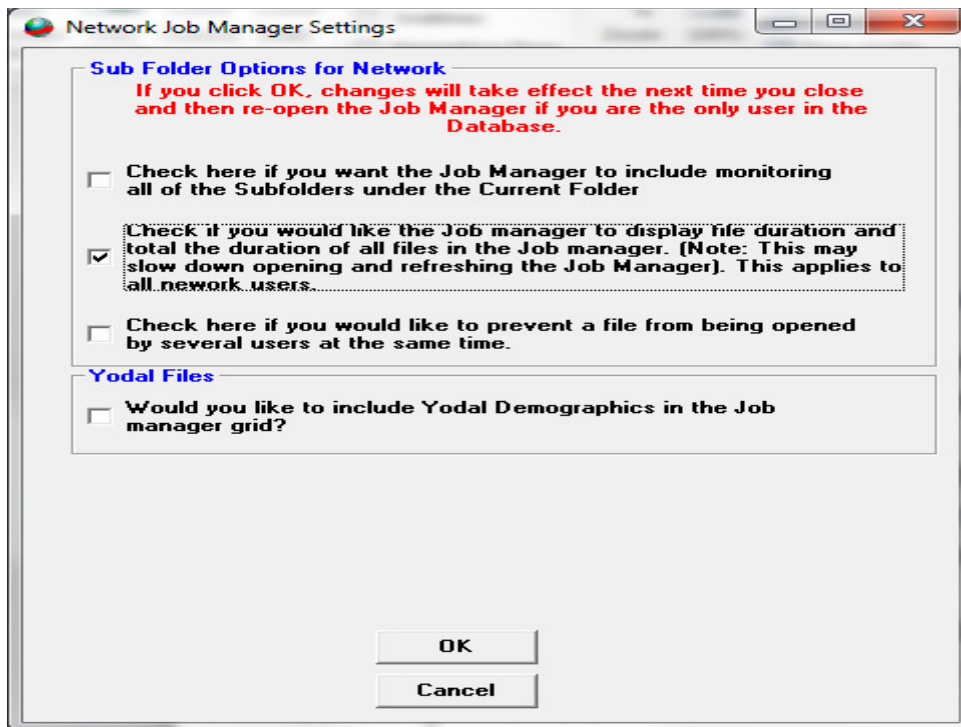 Network Job Manager Settings
Sub Folder Options for Network
If you click OK, changes will take effect the next time you close
and then re-open the Job Manager if you are the only user in the
Database.
Check here if you want the Job Manager to include monitoring
all of the Subfolders under the Current Folder
Check if you would like the Job manager to display file duration and
total the duration of all files in the Job manager. (Note: This may
slow down opening and refreshing the Job Manager). This applies to
all nework users.
Check here if you would like to prevent a file from being opened
by several users at the same time.
Yodal Files
Would you like to include Yodal Demographics in the Job
manager grid?
OK
Cancel